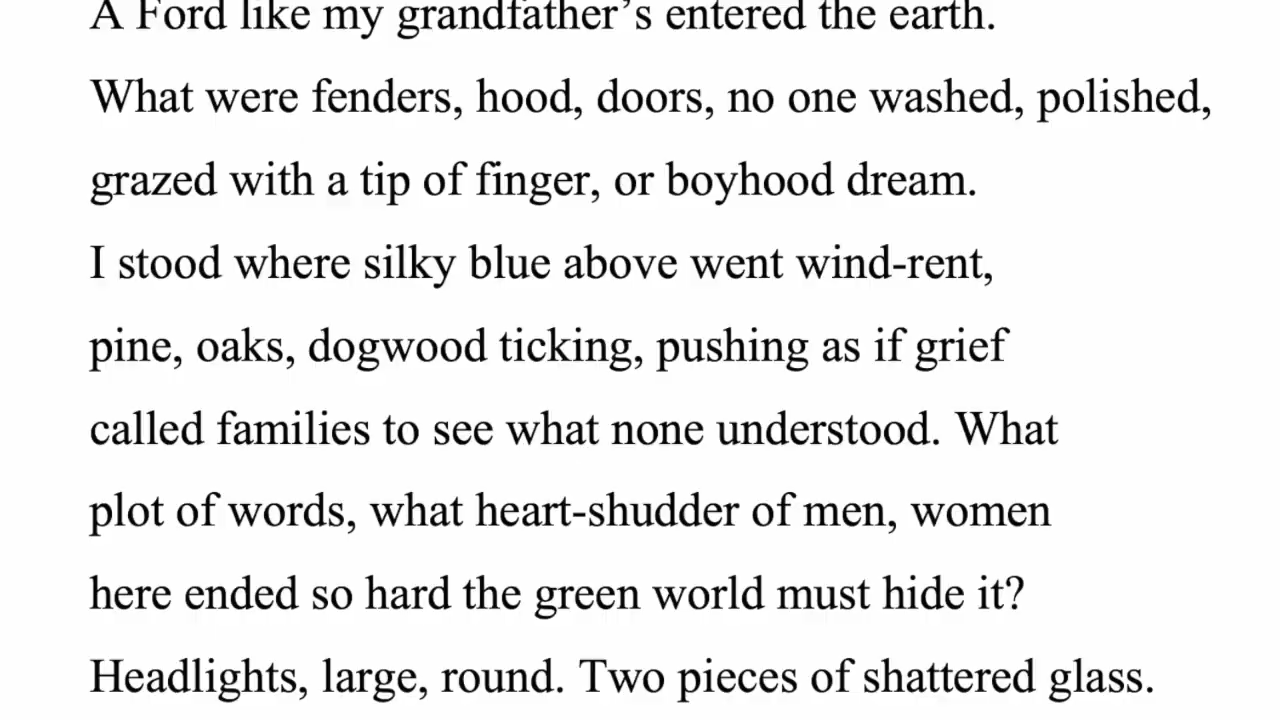 A Ford like my grandfather’s entered the earth.
What were fenders, hood, doors, no one washed, polished,
grazed with a tip of finger, or boyhood dream.
I stood where silky blue above went wind-rent,
pine, oaks, dogwood ticking, pushing as if grief
called families to see what none understood. What
plot of words, what heart-shudder of men, women
here ended so hard the green world must hide it?
Headlights, large, round. Two pieces of shattered glass.